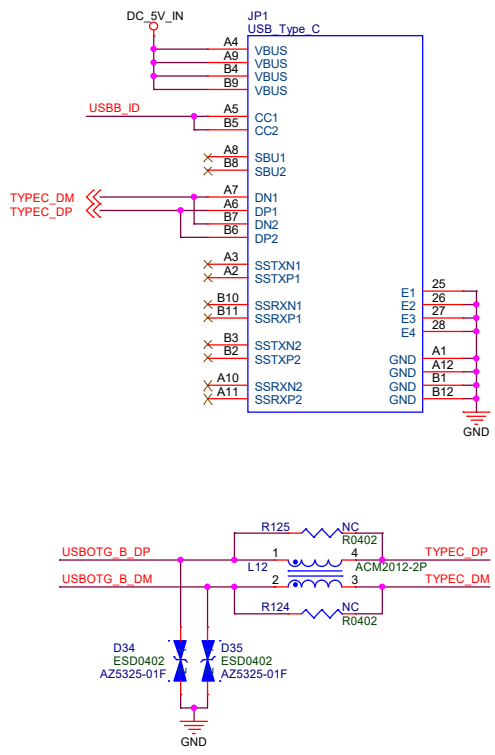 DC_5V_IN
JP1
USB_Type_C
A4 VBUS
A9 VBUS
B4 VBUS
B9 VBUS
USBB_ID
A5 CC1
B5 CC2
A8 SBU1
B8 SBU2
TYPEC_DM A7 DN1
TYPEC_DP A6 DP1
B7 DN2
B6 DP2
A3 SSTXN1
A2 SSTXP1
E1 25
B10 SSRXN1 E2 26
B11 SSRXP1 E3 27
E4 28
B3 SSTXN2
B2 SSTXP2 GND A1
GND A12
A10 SSRXN2 GND B1
A11 SSRXP2 GND B12
GND
R125 NC
R0402
USBOTG_B_DP 1 4 TYPEC_DP
L12 ACM2012-2P
USBOTG_B_DM 2 3 TYPEC_DM
R124 NC
R0402
D34 D35
ESD0402 ESD0402
AZ5325-01F AZ5325-01F
GND